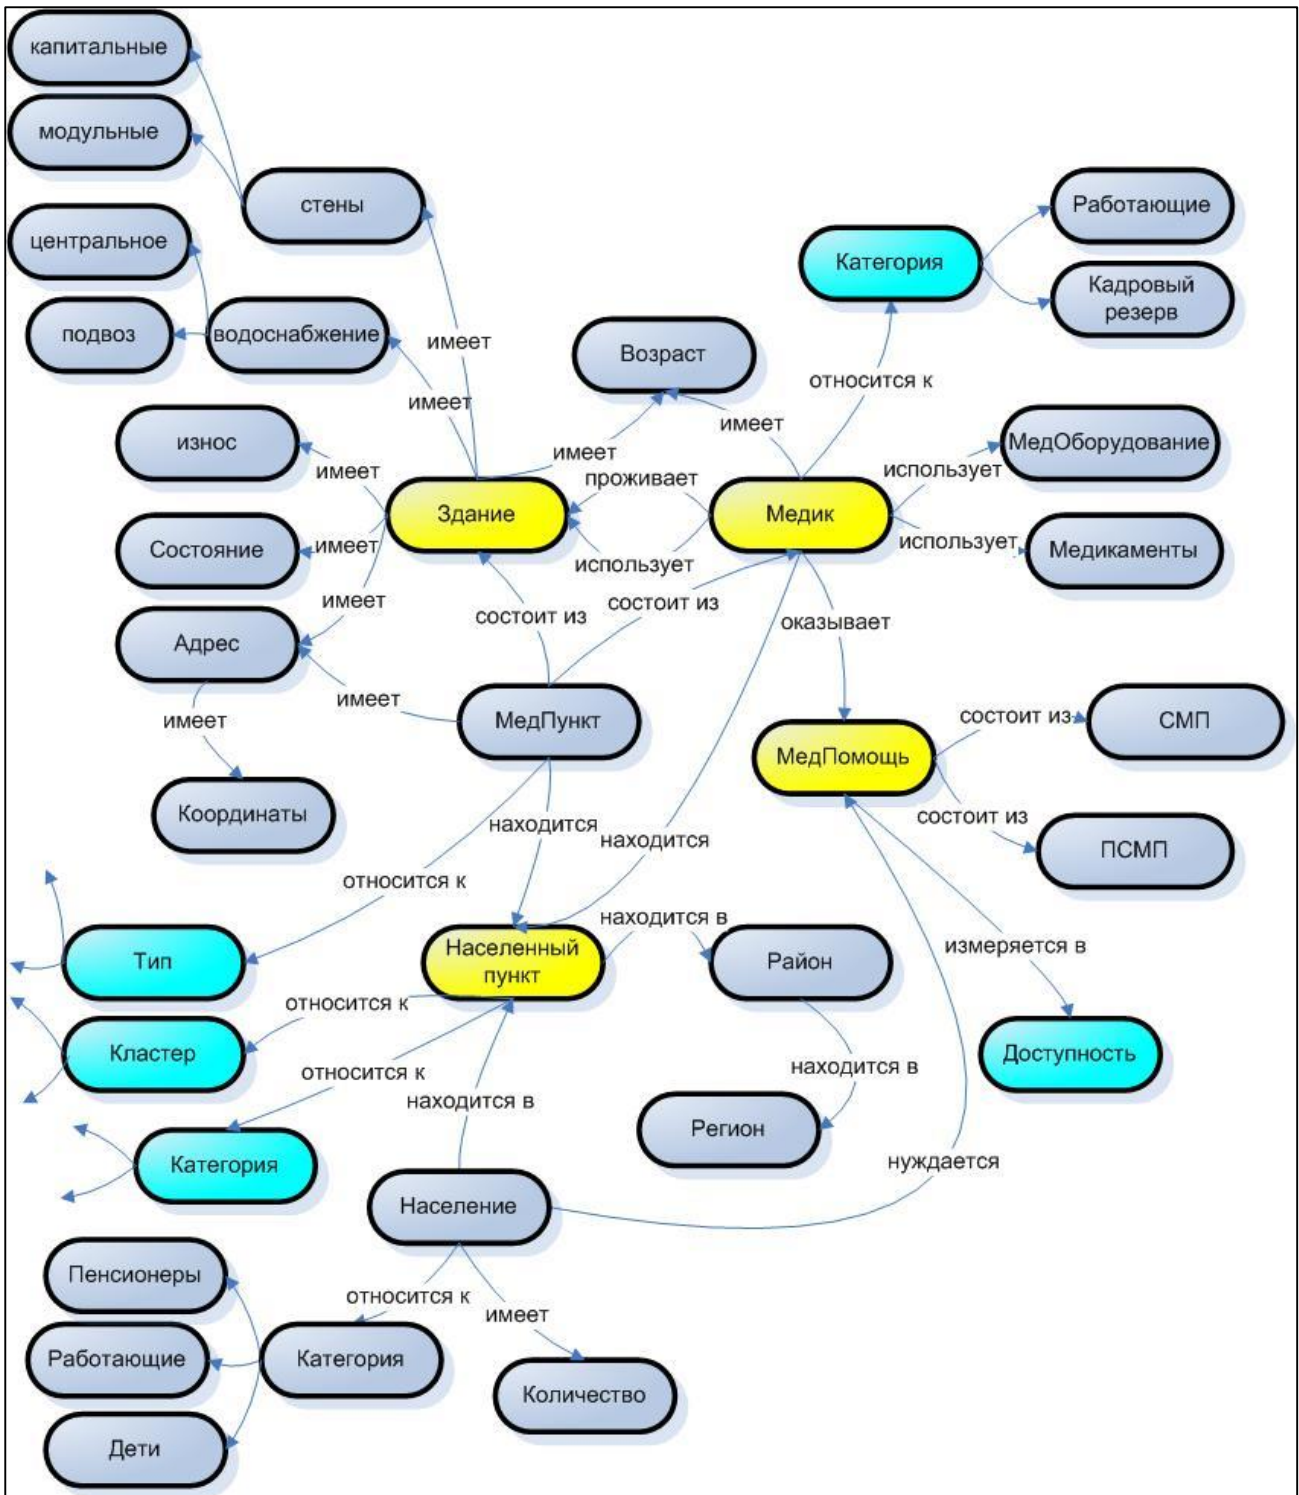 капитальные
модульные
стены
Работающие
центральное
Категория
Кадровый
резерв
подвоз
водоснабжение
имеет
Возраст
относится к
имеет
имеет
МедОборудование
износ
имеет
имеет
использует
проживает
Здание
Медик
Состояние
имеет
использует
Медикаменты
использует
имеет
состоит из
состоит из
оказывает
Адрес
имеет
МедПункт
имеет
состоит из
СМП
МедПомощь
Координаты
находится
находится
состоит из
ПСМП
относится к
находится в
Населенный
пункт
измеряется в
Тип
Район
относится к
Кластер
Доступность
относится к
находится в
находится в
Регион
Категория
нуждается
Население
Пенсионеры
относится к
имеет
Работающие
Категория
Количество
Дети